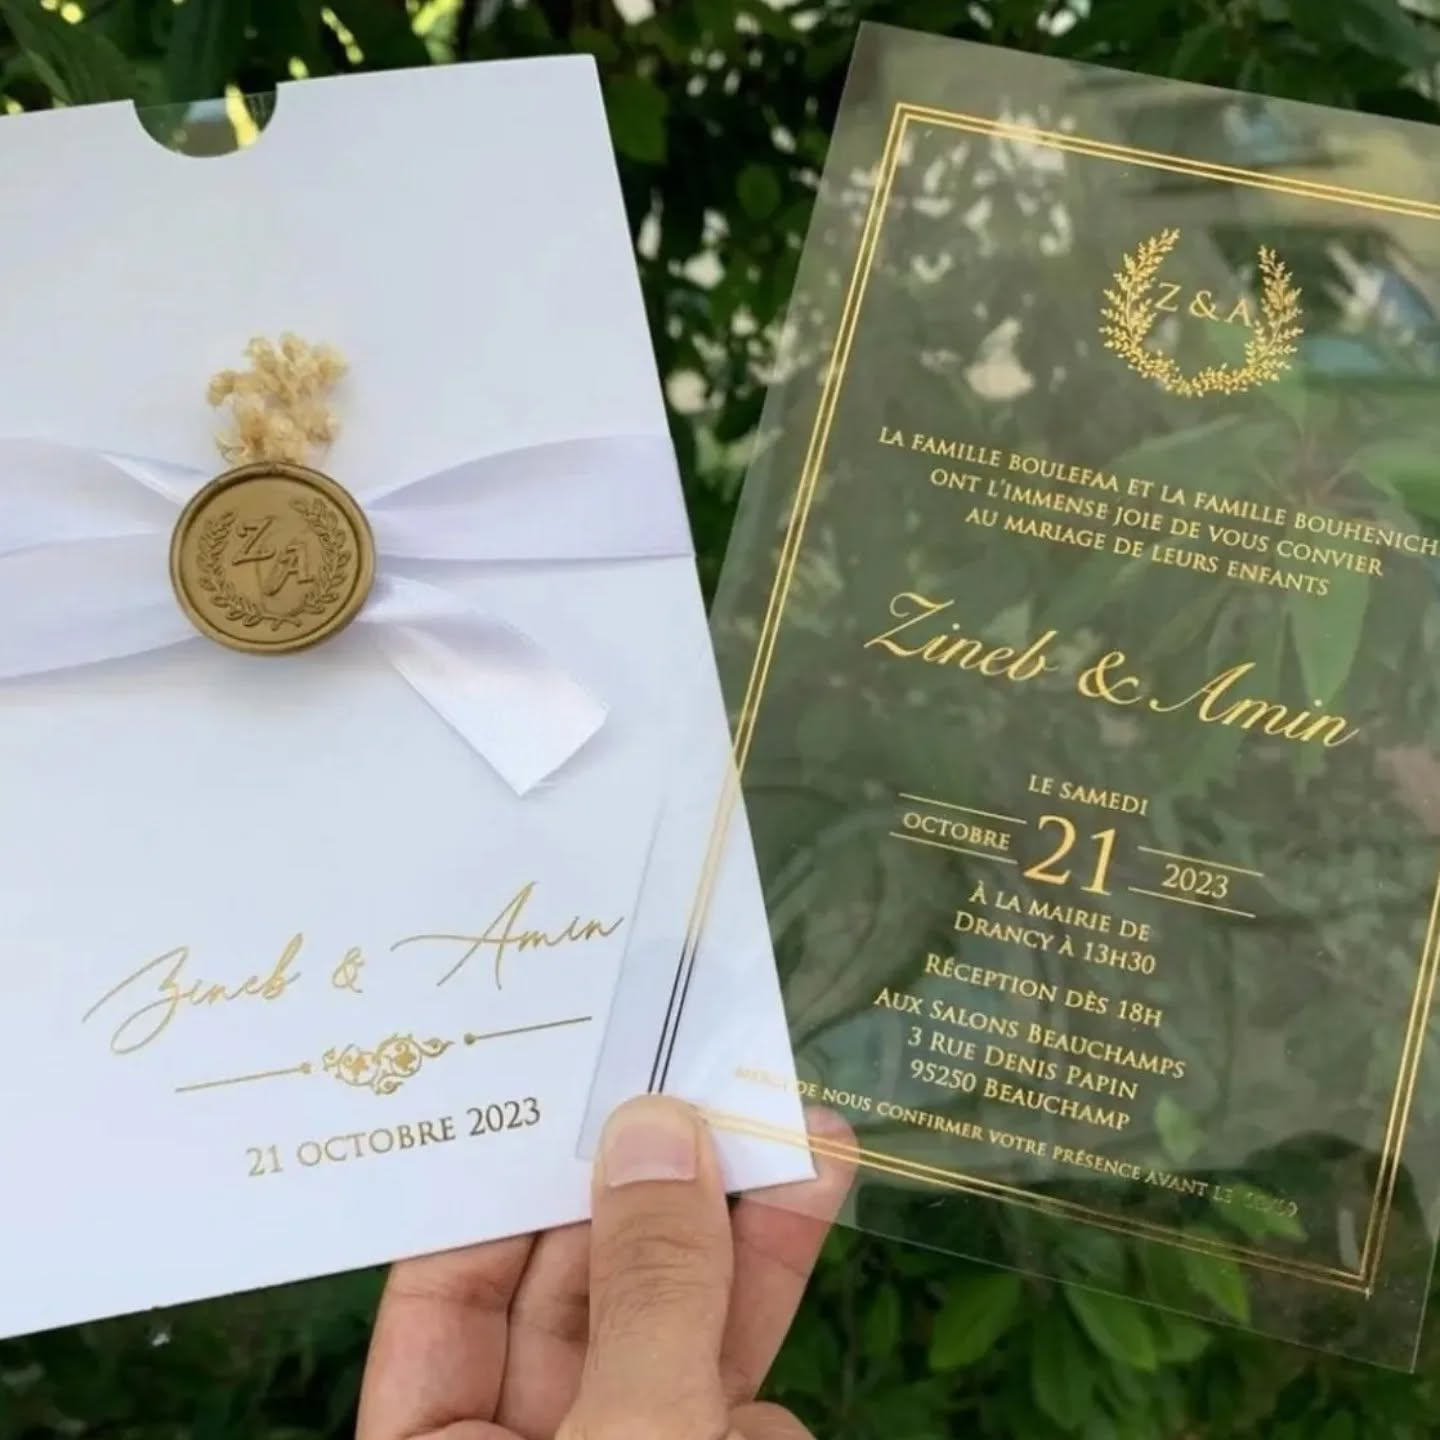 Z A
Zineb & Amin
21 OCTOBRE 2023
Z & A
LA FAMILLE BOULEFAA ET LA FAMILLE
ONT L'IMMENSE JOIE DE VOUS CONVIER
AU MARIAGE DE LEURS ENFANTS
Zineb & Amin
LE SAMEDI
OCTOBRE 21 2023
À LA MAIRIE DE
DRANCY À 13H30
RÉCEPTION DÈS 18H
AUX SALONS BEAUCHAMPS
3 RUE DENIS PAPIN
95250 BEAUCHAMP
MERCI DE NOUS CONFIRMER VOTRE PRÉSENCE AVANT LE